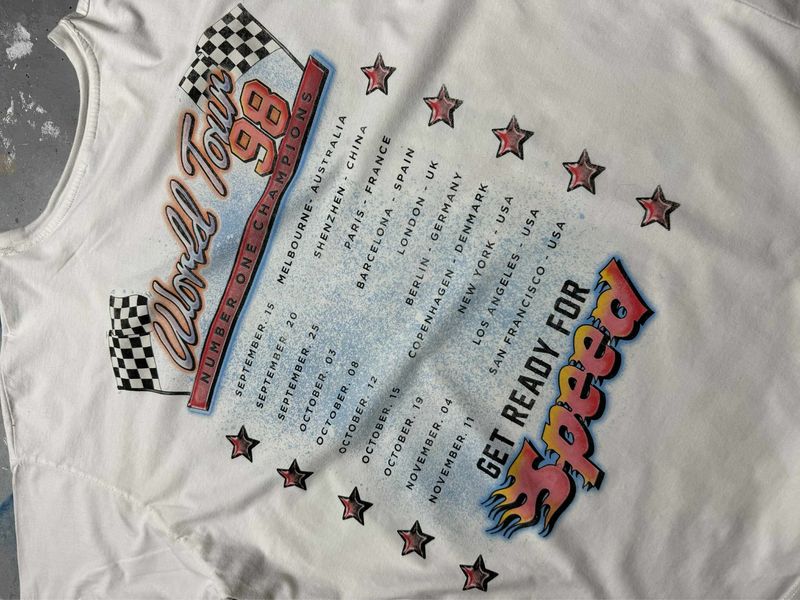 World Tour
98
NUMBER ONE CHAMPIONS
SEPTEMBER. 15 MELBOURNE- AUSTRALIA
SEPTEMBER. 20 SHENZHEN - CHINA
SEPTEMBER. 25 PARIS - FRANCE
OCTOBER. 03 BARCELONA - SPAIN
OCTOBER. 08 LONDON - UK
OCTOBER. 12 BERLIN - GERMANY
OCTOBER. 15 COPENHAGEN - DENMARK
OCTOBER. 19 NEW YORK - USA
NOVEMBER. 04 LOS ANGELES - USA
NOVEMBER. 11 SAN FRANCISCO - USA
GET READY FOR
Speed